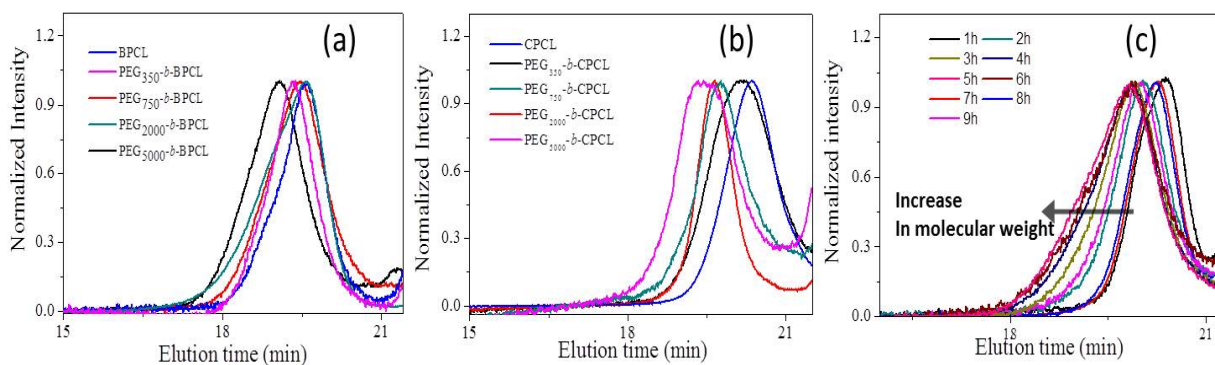 (a)
1.2
0.9
0.6
0.3
0.0
Normalized Intensity
BPCL
PEG350-b-BPCL
PEG750-b-BPCL
PEG2000-b-BPCL
PEG5000-b-BPCL
15 18 21
Elution time (min)
(b)
1.2
0.9
0.6
0.3
0.0
Normalized Intensity
CPCL
PEG350-b-CPCL
PEG750-b-CPCL
PEG2000-b-CPCL
PEG5000-b-CPCL
15 18 21
Elution time (min)
(c)
1.2
0.9
0.6
0.3
0.0
Normalized intensity
1h 2h
3h 4h
5h 6h
7h 8h
9h
Increase
In molecular weight
18 21
Elution time (min)